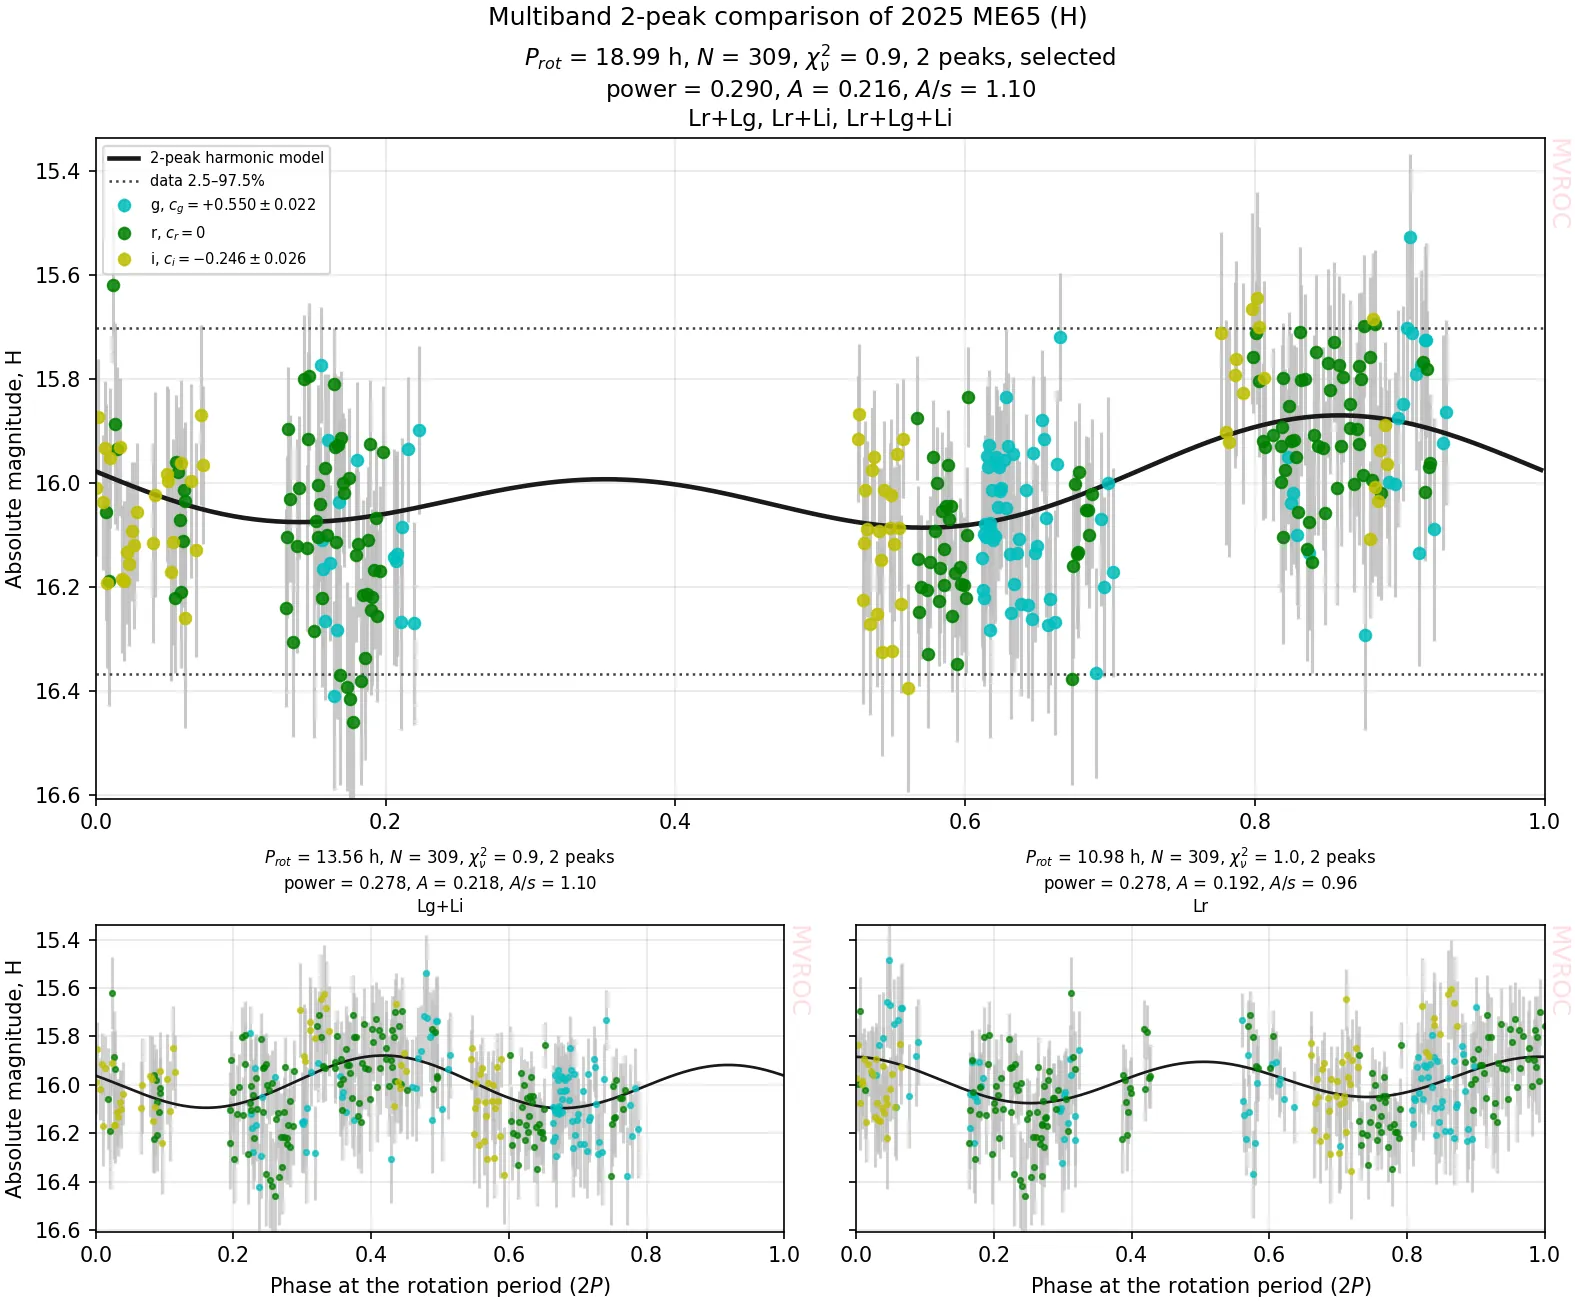 Multiband 2-peak comparison of 2025 ME65 (H)
P_rot = 18.99 h, N = 309, χ²_ν = 0.9, 2 peaks, selected
power = 0.290, A = 0.216, A/s = 1.10
Lr+Lg, Lr+Li, Lr+Lg+Li
2-peak harmonic model
data 2.5–97.5%
g, c_g = +0.550 ± 0.022
r, c_r = 0
i, c_i = −0.246 ± 0.026
MVROC
Absolute magnitude, H
15.4
15.6
15.8
16.0
16.2
16.4
16.6
0.0 0.2 0.4 0.6 0.8 1.0
P_rot = 13.56 h, N = 309, χ²_ν = 0.9, 2 peaks
power = 0.278, A = 0.218, A/s = 1.10
Lg+Li
MVROC
Absolute magnitude, H
15.4
15.6
15.8
16.0
16.2
16.4
16.6
0.0 0.2 0.4 0.6 0.8 1.0
Phase at the rotation period (2P)
P_rot = 10.98 h, N = 309, χ²_ν = 1.0, 2 peaks
power = 0.278, A = 0.192, A/s = 0.96
Lr
MVROC
0.0 0.2 0.4 0.6 0.8 1.0
Phase at the rotation period (2P)